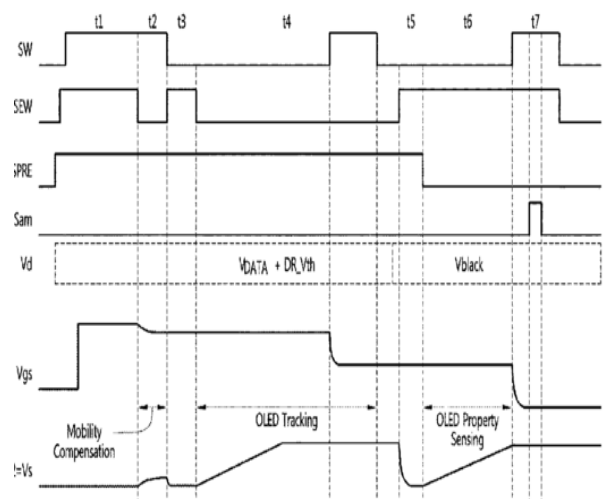 t1 t2 t3 t4 t5 t6 t7
SW
SEW
SPRE
Sam
Vd VDATA + DR_Vth Vblack
Vgs
Mobility Compensation
OLED Tracking
OLED Property Sensing
!=Vs